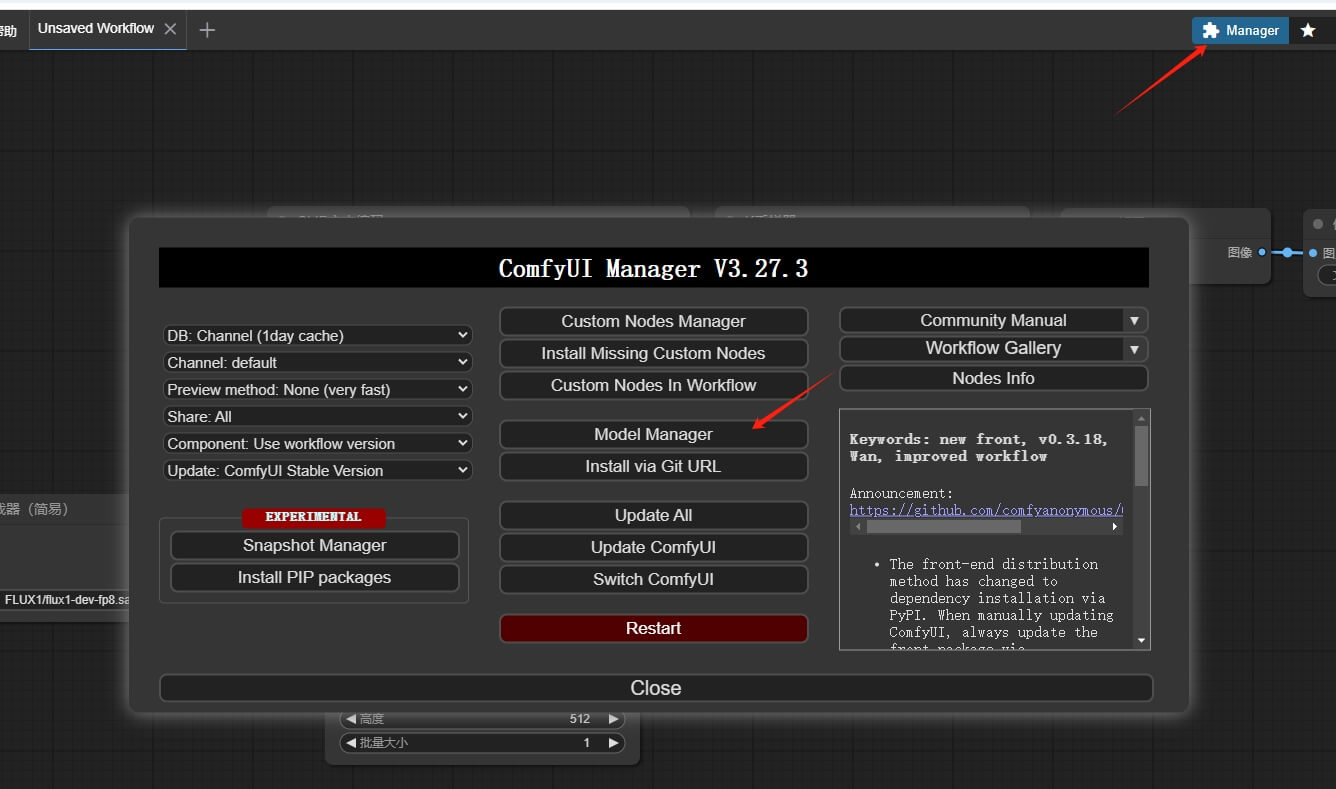 帮助
Unsaved Workflow
Manager
图像
ComfyUI Manager V3.27.3
DB: Channel (1day cache)
Channel: default
Preview method: None (very fast)
Share: All
Component: Use workflow version
Update: ComfyUI Stable Version
EXPERIMENTAL
Snapshot Manager
Install PIP packages
Custom Nodes Manager
Install Missing Custom Nodes
Custom Nodes In Workflow
Model Manager
Install via Git URL
Update All
Update ComfyUI
Switch ComfyUI
Restart
Community Manual
Workflow Gallery
Nodes Info
Keywords: new front, v0.3.18,
Wan, improved workflow
Announcement:
https://github.com/comfyanonymous/
• The front-end distribution
method has changed to
dependency installation via
PyPI. When manually updating
ComfyUI, always update the
front package via
Close
器（简易）
FLUX1/flux1-dev-fp8.sa
高度 512
批量大小 1